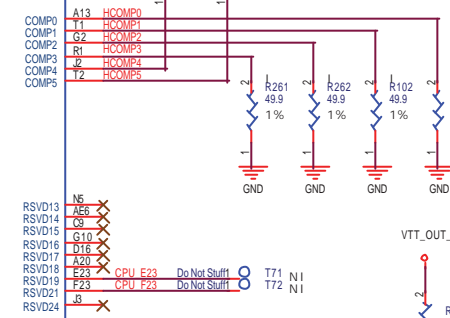 COMP0 A13 HCOMP0
COMP1 T1 HCOMP1
COMP2 G2 HCOMP2
COMP3 R1 HCOMP3
COMP4 J2 HCOMP4
COMP5 T2 HCOMP5
1 1
2 2 2 2
R261 R262 R102
49.9 49.9 49.9
1% 1% 1%
1 1 1 1
GND GND GND GND
RSVD13 N5
RSVD14 AE6
RSVD15 C9
RSVD16 G10
RSVD17 D16
RSVD18 A20
RSVD19 E23 CPU_E23 Do Not Stuff1 T71 NI
RSVD21 F23 CPU_F23 Do Not Stuff1 T72 NI
RSVD24 J3
VTT_OUT_
2
R